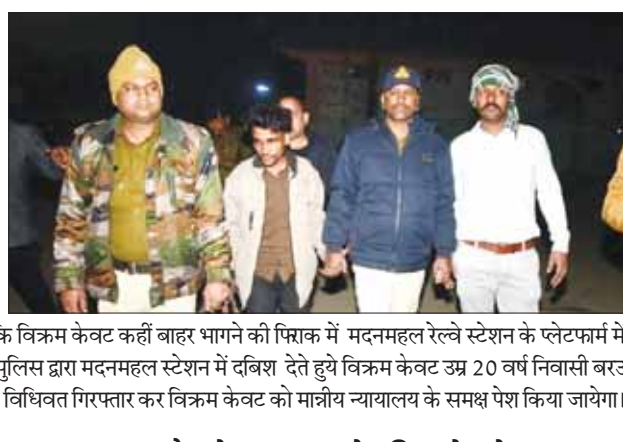 कि विक्रम केवट कहीं बाहर भागने की फिराक में मदनमहल रेल्वे स्टेशन के प्लेटफार्म मे
पुलिस द्वारा मदनमहल स्टेशन में दबिश देते हुये विक्रम केवट उम्र 20 वर्ष निवासी बरउ
विधिवत गिरफ्तार कर विक्रम केवट को मान्नीय न्यायालय के समक्ष पेश किया जायेगा।